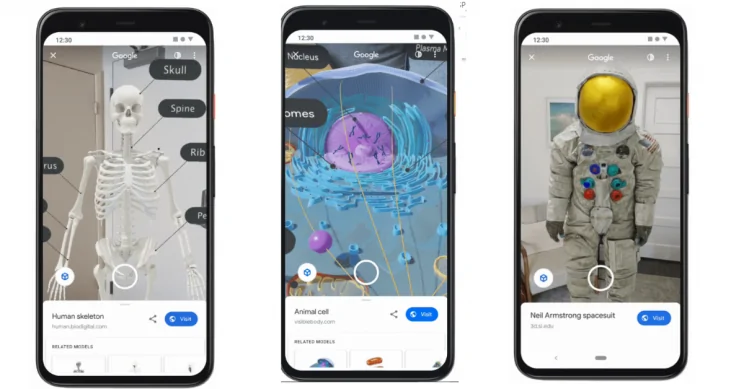 12:30
Google
Skull
Spine
Rib
rus
Pe
Human skeleton
human.biodigital.com
Visit
RELATED MODELS
12:30
Google
Plasma M
Nucleus
omes
Animal cell
visiblebody.com
Visit
RELATED MODELS
12:30
Google
Neil Armstrong spacesuit
3d.si.edu
Visit